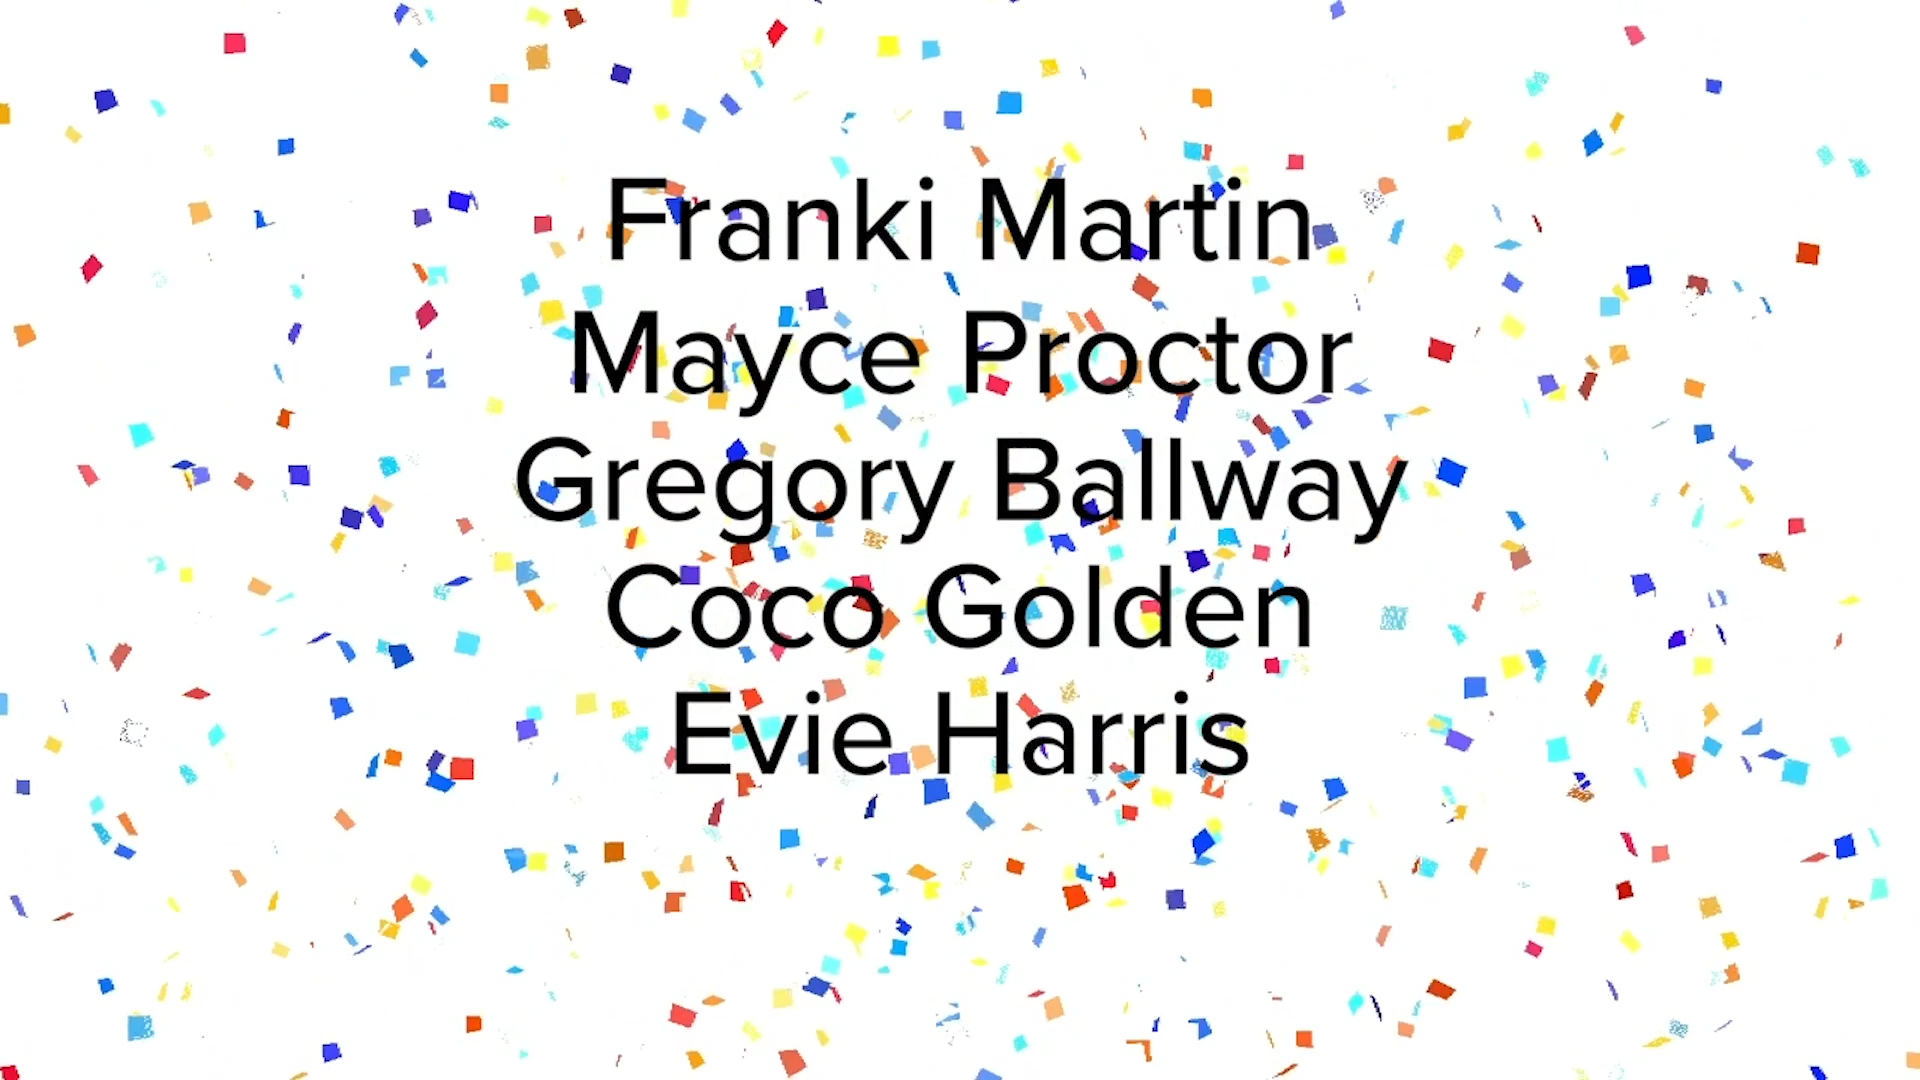 Franki Martin
Mayce Proctor
Gregory Ballway
Coco Golden
Evie Harris